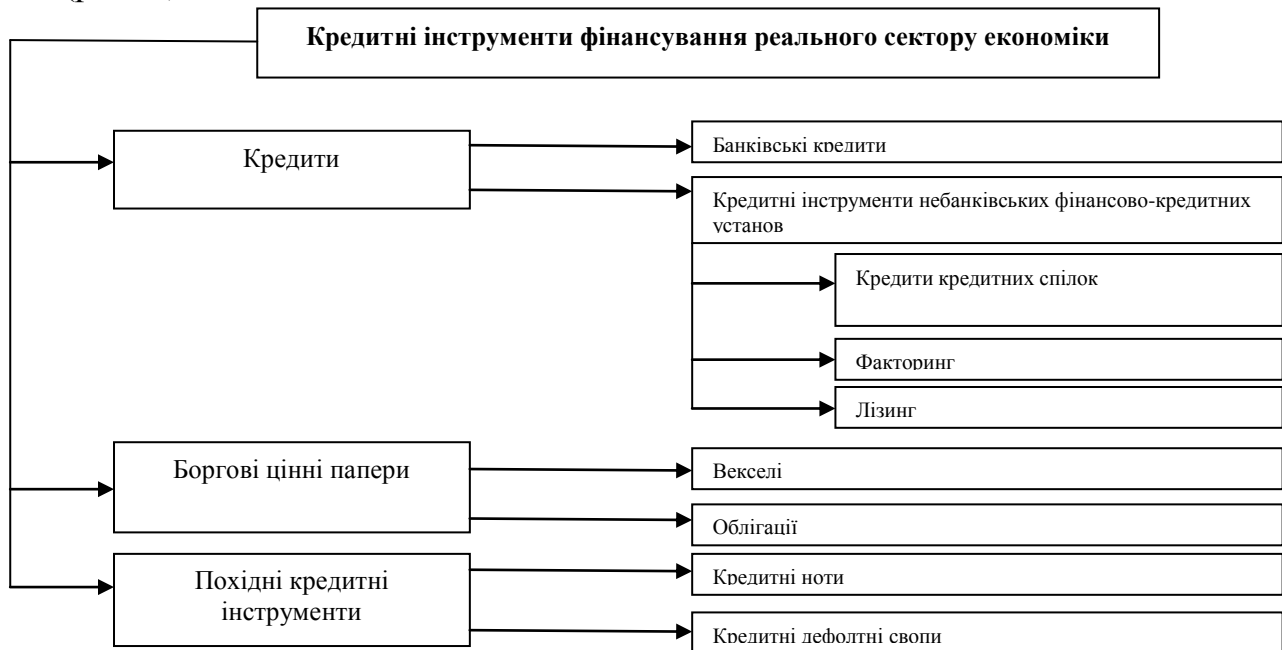 Кредитні інструменти фінансування реального сектору економіки
Кредити
Банківські кредити
Кредитні інструменти небанківських фінансово-кредитних
установ
Кредити кредитних спілок
Факторинг
Лізинг
Боргові цінні папери
Векселі
Облігації
Похідні кредитні
інструменти
Кредитні ноти
Кредитні дефолтні свопи